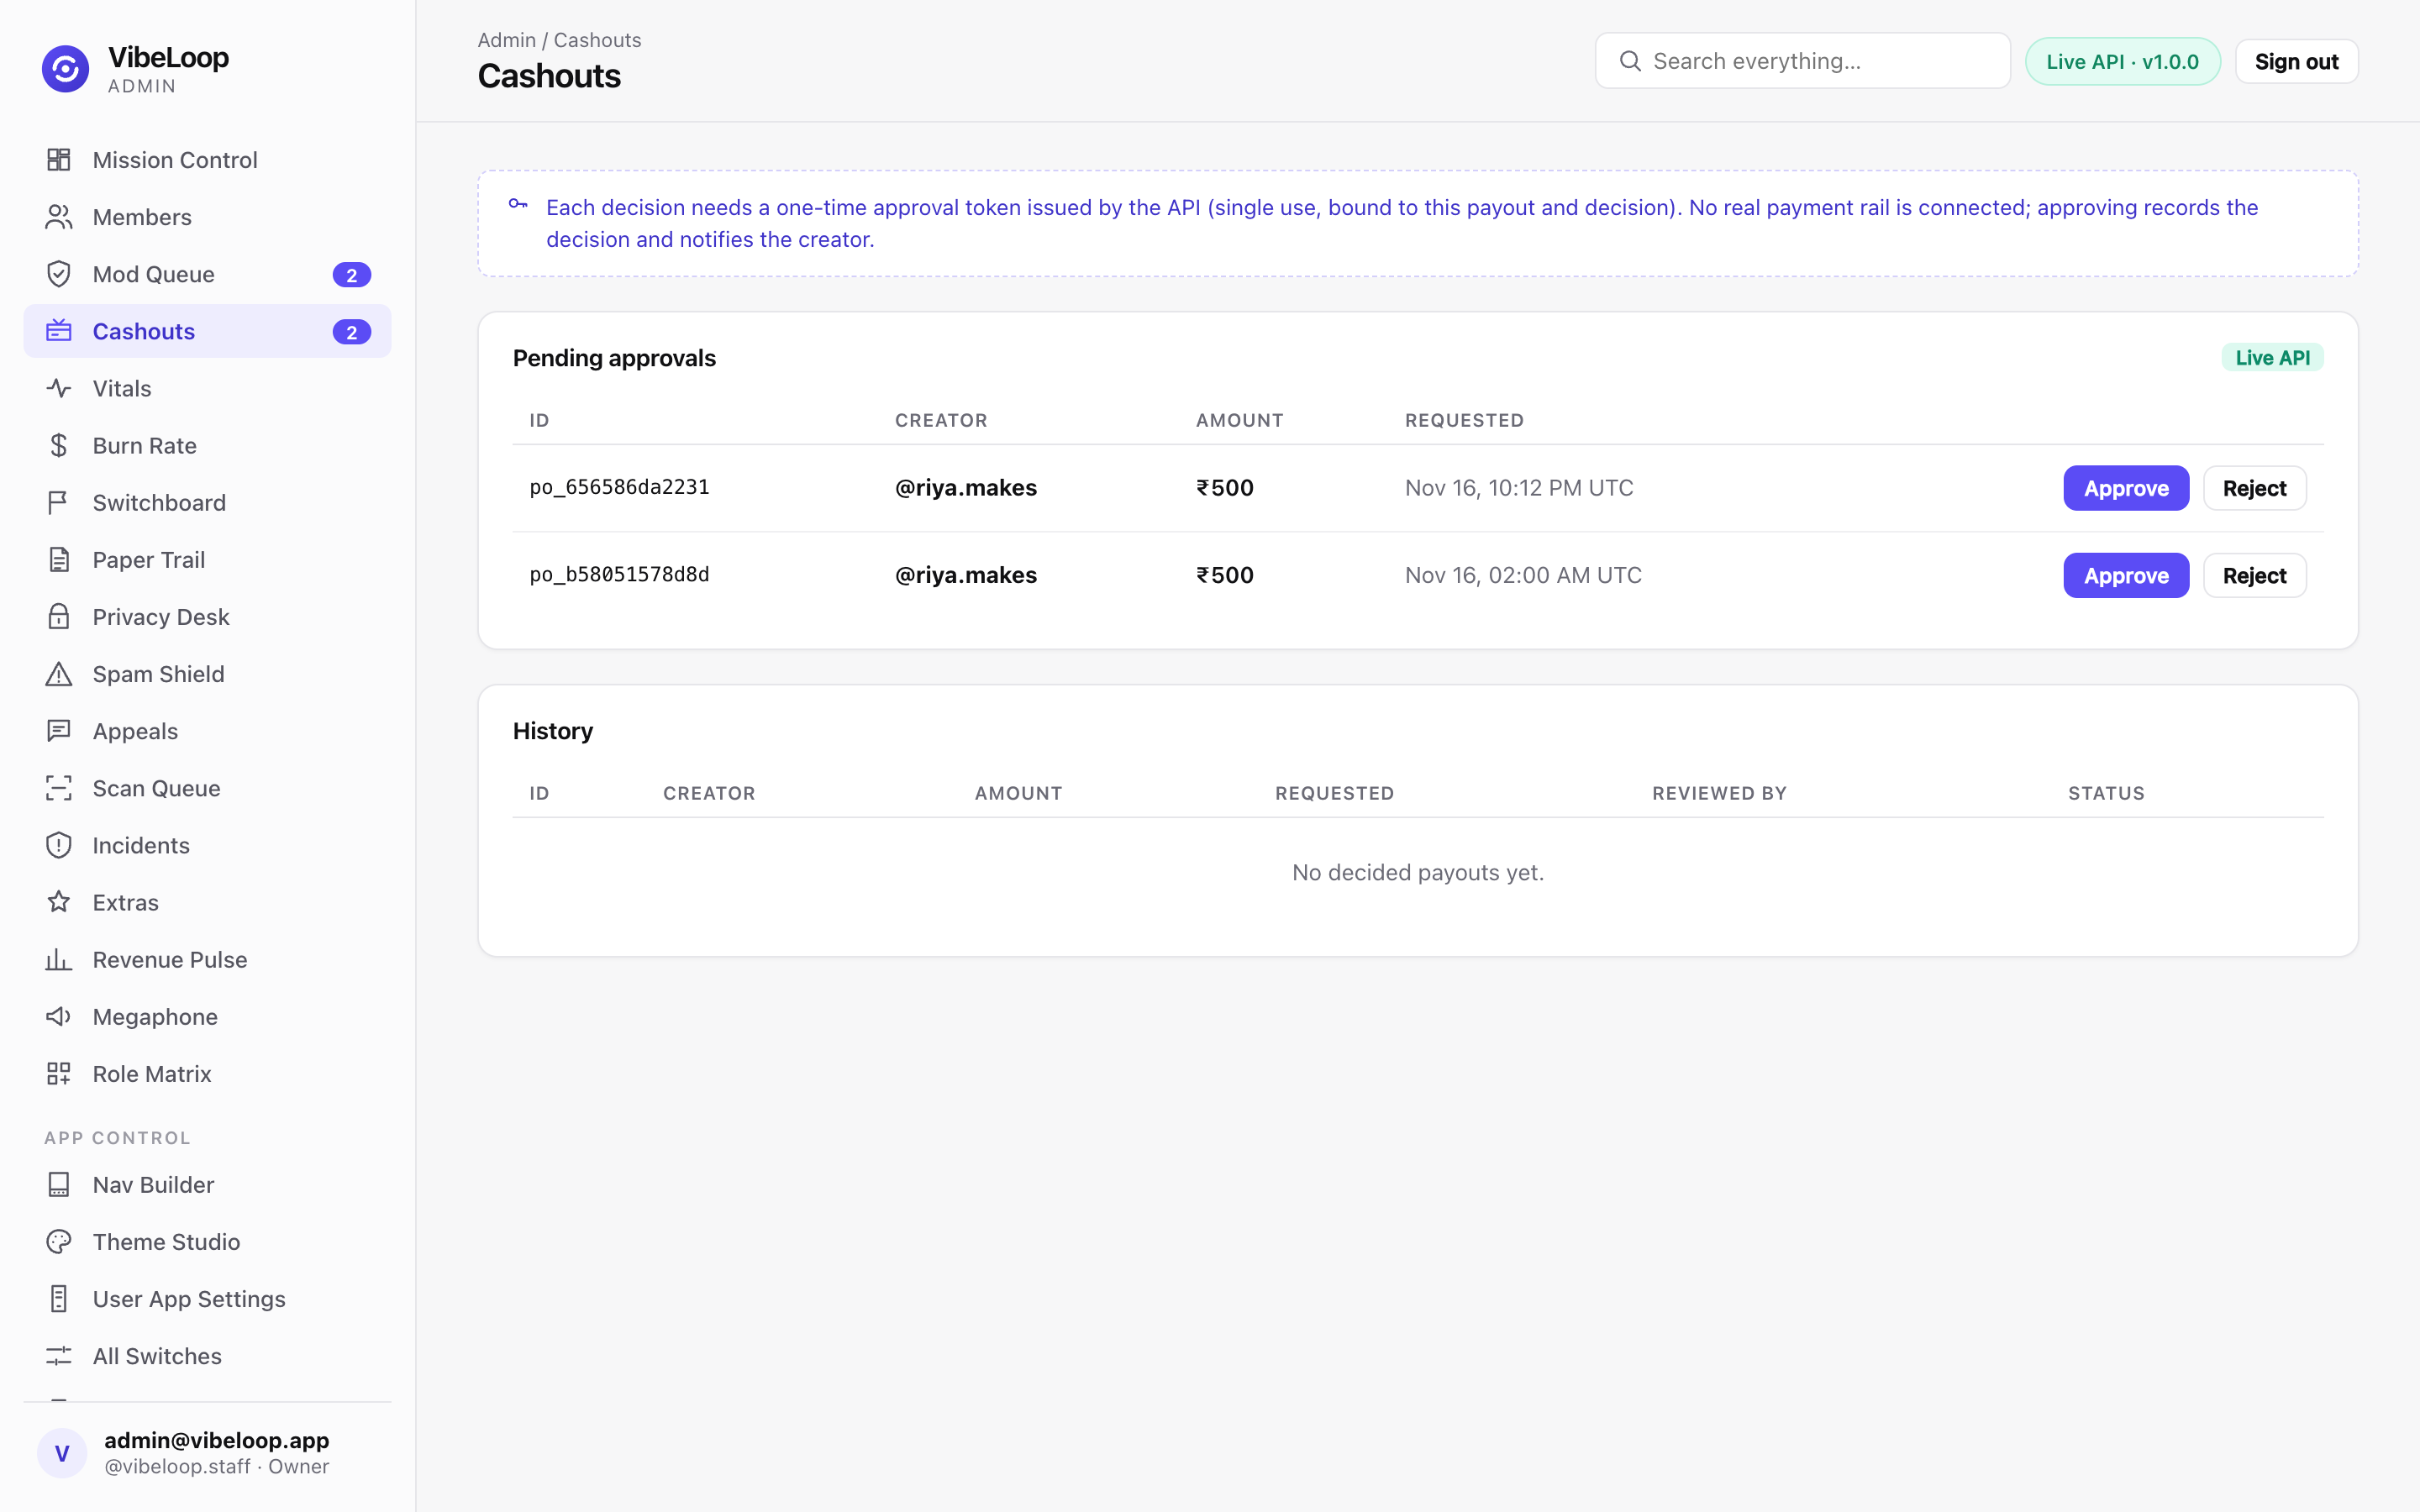 VibeLoop
ADMIN
Mission Control
Members
Mod Queue 2
Cashouts 2
Vitals
Burn Rate
Switchboard
Paper Trail
Privacy Desk
Spam Shield
Appeals
Scan Queue
Incidents
Extras
Revenue Pulse
Megaphone
Role Matrix
APP CONTROL
Nav Builder
Theme Studio
User App Settings
All Switches
V
admin@vibeloop.app
@vibeloop.staff · Owner
Admin / Cashouts
Cashouts
Search everything...
Live API · v1.0.0
Sign out
Each decision needs a one-time approval token issued by the API (single use, bound to this payout and decision). No real payment rail is connected; approving records the
decision and notifies the creator.
Pending approvals
Live API
ID CREATOR AMOUNT REQUESTED
po_656586da2231 @riya.makes ₹500 Nov 16, 10:12 PM UTC Approve Reject
po_b58051578d8d @riya.makes ₹500 Nov 16, 02:00 AM UTC Approve Reject
History
ID CREATOR AMOUNT REQUESTED REVIEWED BY STATUS
No decided payouts yet.